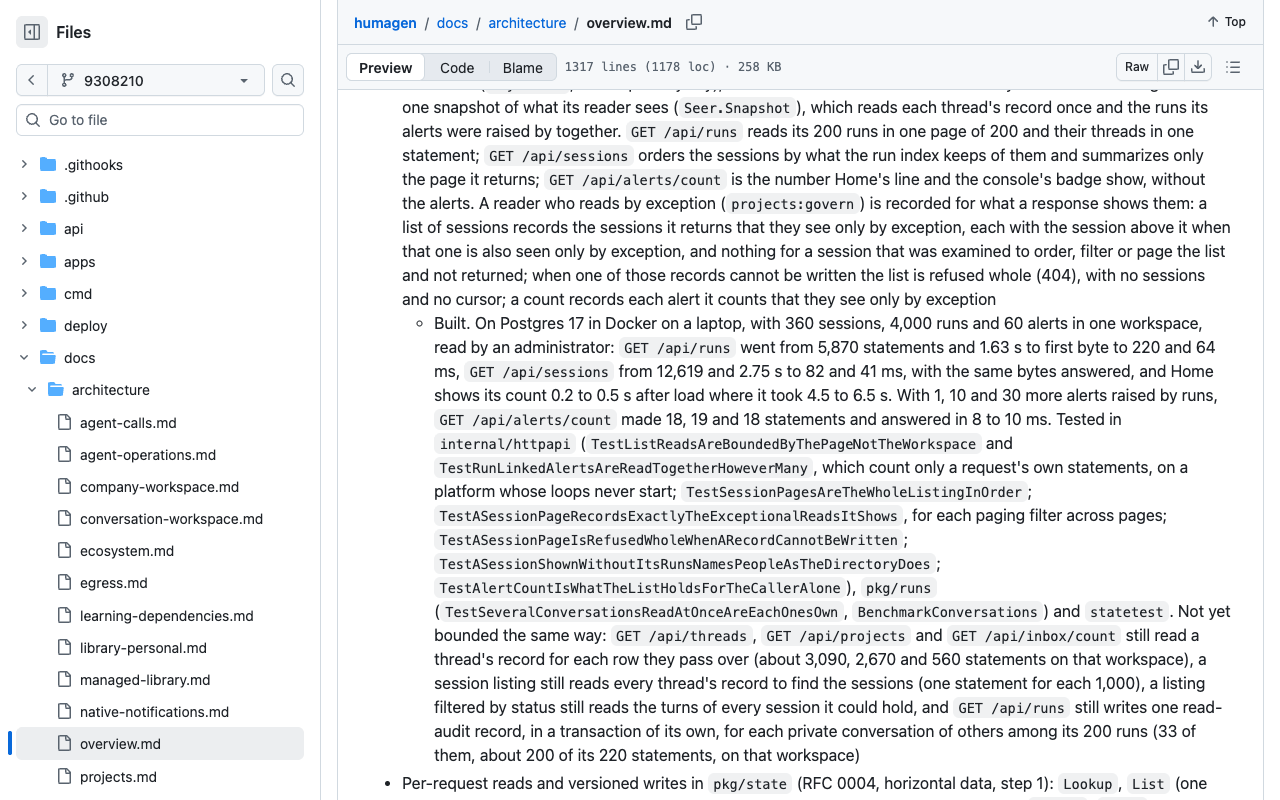 Files
humagen / docs / architecture / overview.md
Top
9308210
Preview Code Blame 1317 lines (1178 loc) · 258 KB
Raw
Go to file
.githooks
.github
api
apps
cmd
deploy
docs
architecture
agent-calls.md
agent-operations.md
company-workspace.md
conversation-workspace.md
ecosystem.md
egress.md
learning-dependencies.md
library-personal.md
managed-library.md
native-notifications.md
overview.md
projects.md
one snapshot of what its reader sees ( Seer.Snapshot ), which reads each thread's record once and the runs its
alerts were raised by together. GET /api/runs reads its 200 runs in one page of 200 and their threads in one
statement; GET /api/sessions orders the sessions by what the run index keeps of them and summarizes only
the page it returns; GET /api/alerts/count is the number Home's line and the console's badge show, without
the alerts. A reader who reads by exception ( projects:govern ) is recorded for what a response shows them: a
list of sessions records the sessions it returns that they see only by exception, each with the session above it when
that one is also seen only by exception, and nothing for a session that was examined to order, filter or page the list
and not returned; when one of those records cannot be written the list is refused whole (404), with no sessions
and no cursor; a count records each alert it counts that they see only by exception
Built. On Postgres 17 in Docker on a laptop, with 360 sessions, 4,000 runs and 60 alerts in one workspace,
read by an administrator: GET /api/runs went from 5,870 statements and 1.63 s to first byte to 220 and 64
ms, GET /api/sessions from 12,619 and 2.75 s to 82 and 41 ms, with the same bytes answered, and Home
shows its count 0.2 to 0.5 s after load where it took 4.5 to 6.5 s. With 1, 10 and 30 more alerts raised by runs,
GET /api/alerts/count made 18, 19 and 18 statements and answered in 8 to 10 ms. Tested in
internal/httpapi ( TestListReadsAreBoundedByThePageNotTheWorkspace and
TestRunLinkedAlertsAreReadTogetherHoweverMany , which count only a request's own statements, on a
platform whose loops never start; TestSessionPagesAreTheWholeListingInOrder ;
TestASessionPageRecordsExactlyTheExceptionalReadsItShows , for each paging filter across pages;
TestASessionPageIsRefusedWholeWhenARecordCannotBeWritten ;
TestASessionShownWithoutItsRunsNamesPeopleAsTheDirectoryDoes ;
TestAlertCountIsWhatTheListHoldsForTheCallerAlone ), pkg/runs
( TestSeveralConversationsReadAtOnceAreEachOnesOwn , BenchmarkConversations ) and statetest . Not yet
bounded the same way: GET /api/threads , GET /api/projects and GET /api/inbox/count still read a
thread's record for each row they pass over (about 3,090, 2,670 and 560 statements on that workspace), a
session listing still reads every thread's record to find the sessions (one statement for each 1,000), a listing
filtered by status still reads the turns of every session it could hold, and GET /api/runs still writes one read-
audit record, in a transaction of its own, for each private conversation of others among its 200 runs (33 of
them, about 200 of its 220 statements, on that workspace)
Per-request reads and versioned writes in pkg/state (RFC 0004, horizontal data, step 1): Lookup , List (one